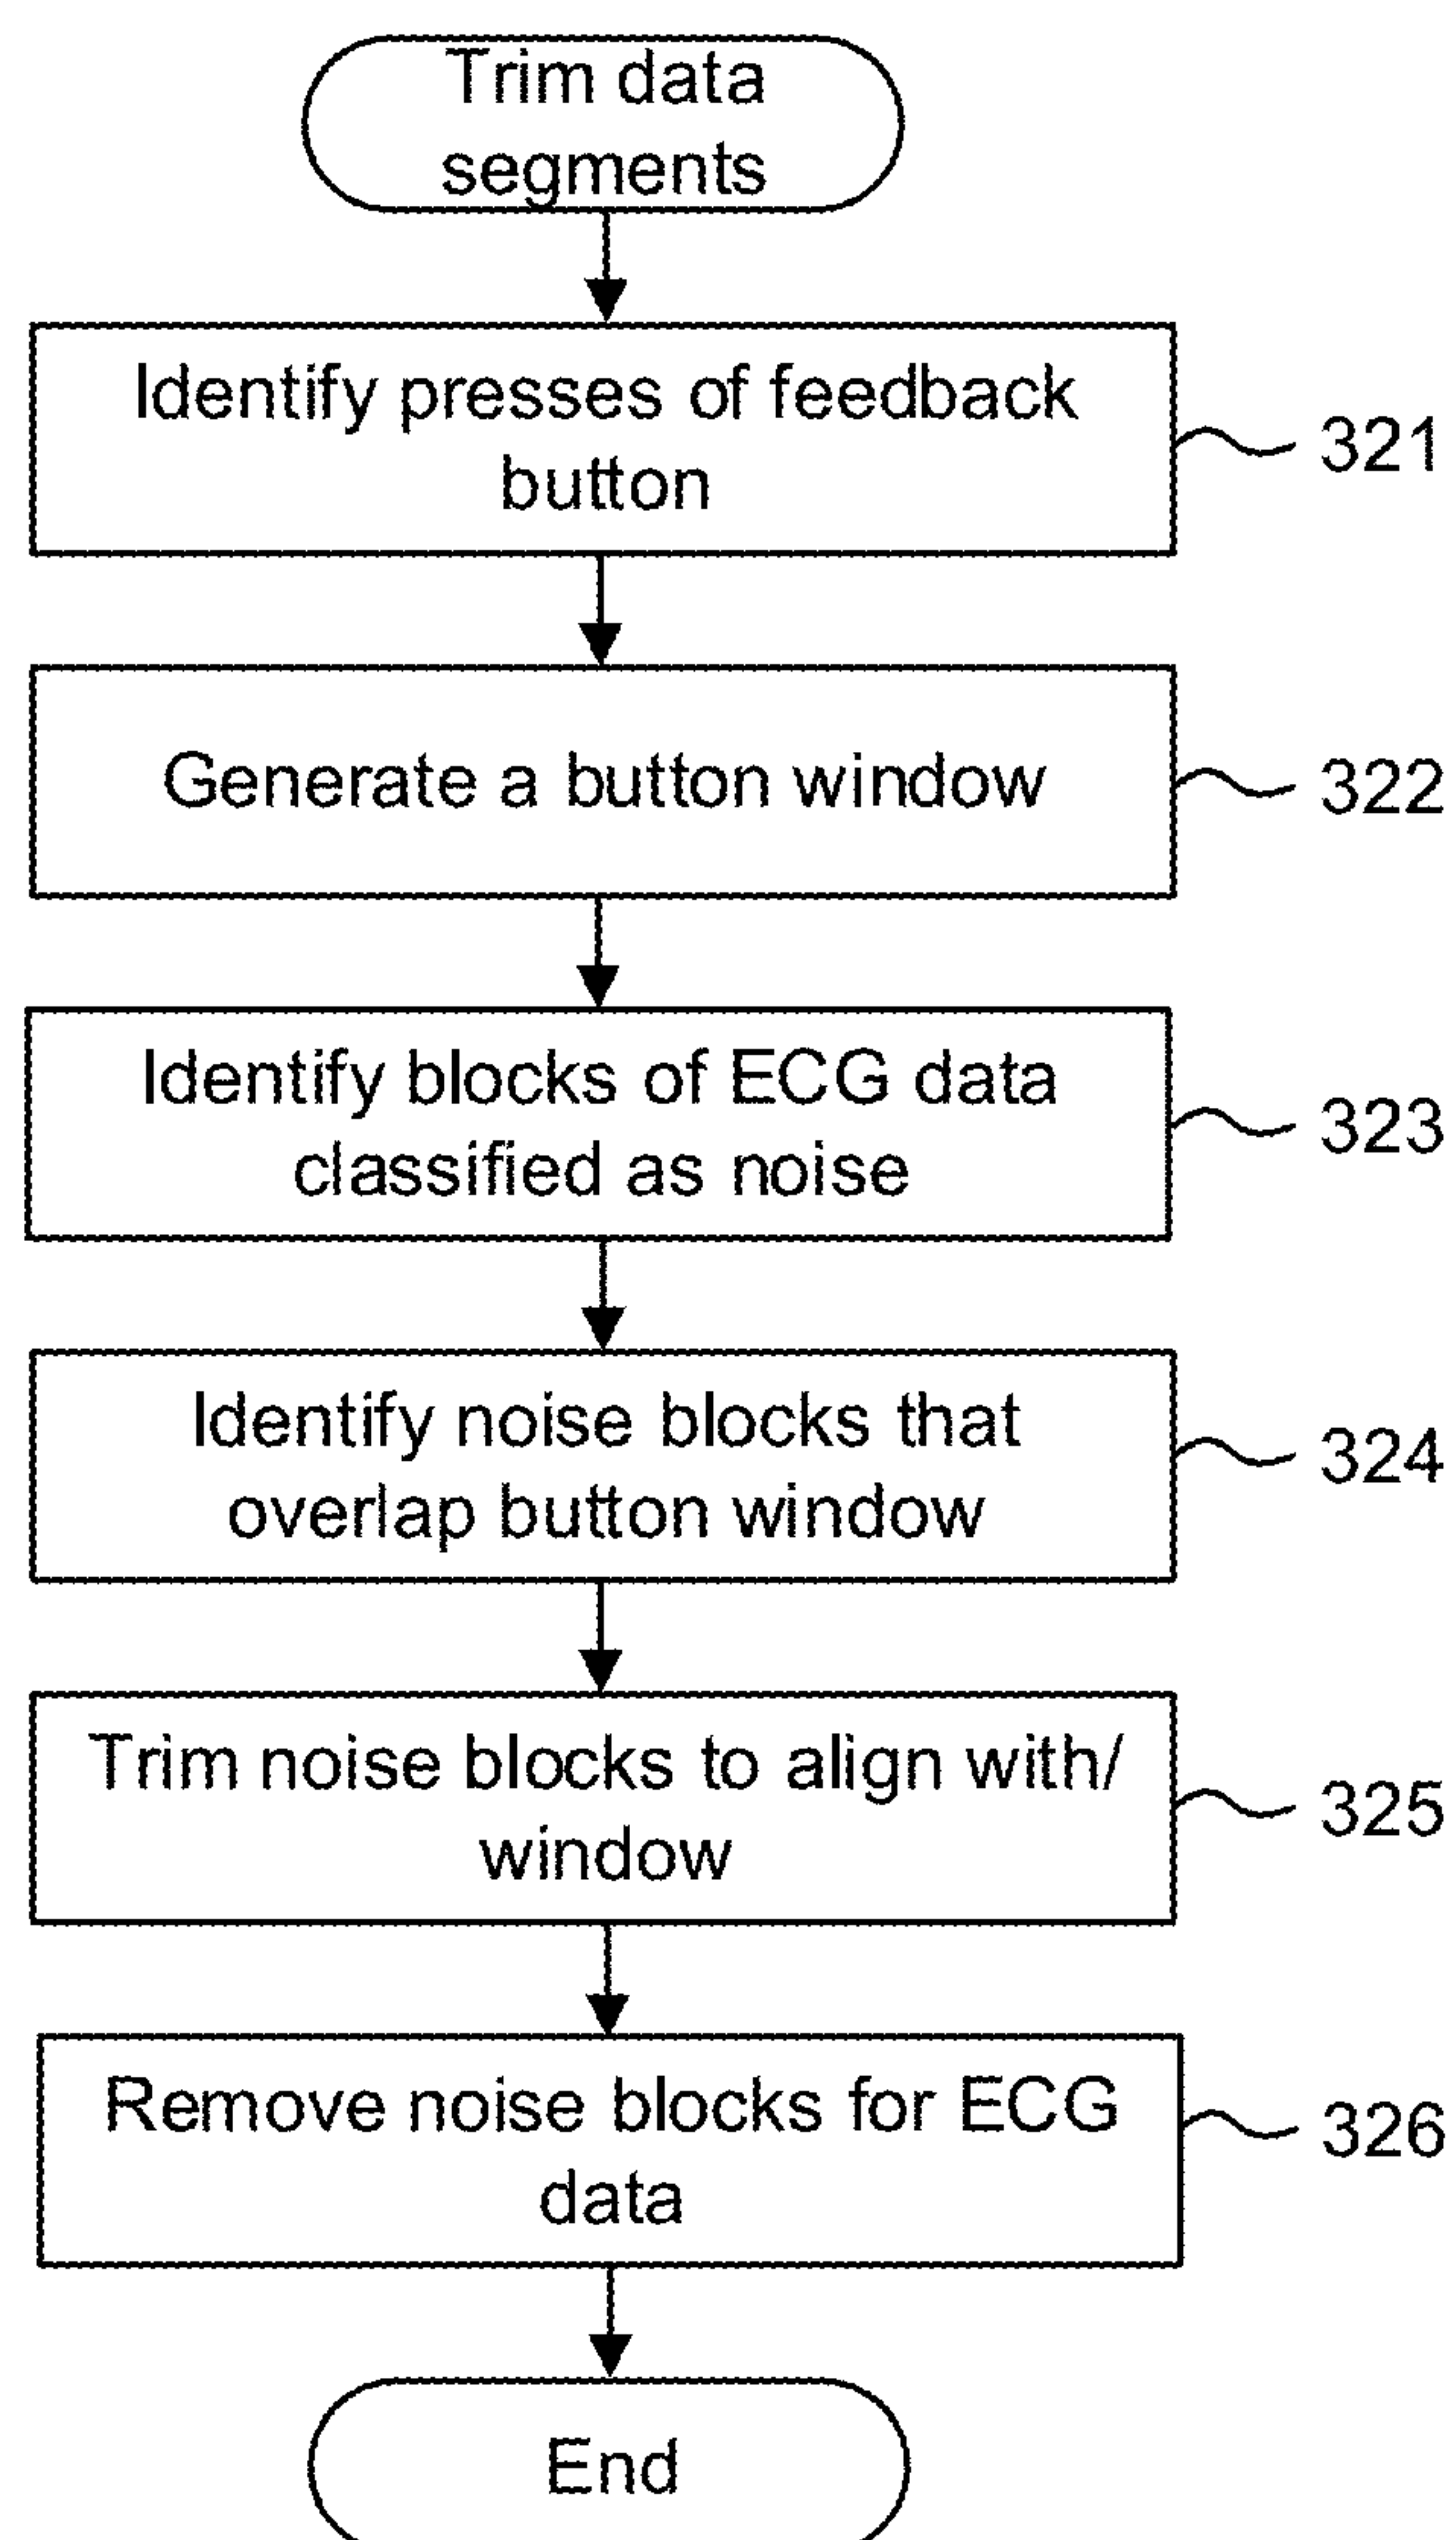 Trim data
segments
Identify presses of feedback
button
321
Generate a button window
322
Identify blocks of ECG data
classified as noise
323
Identify noise blocks that
overlap button window
324
Trim noise blocks to align with/
window
325
Remove noise blocks for ECG
data
326
End